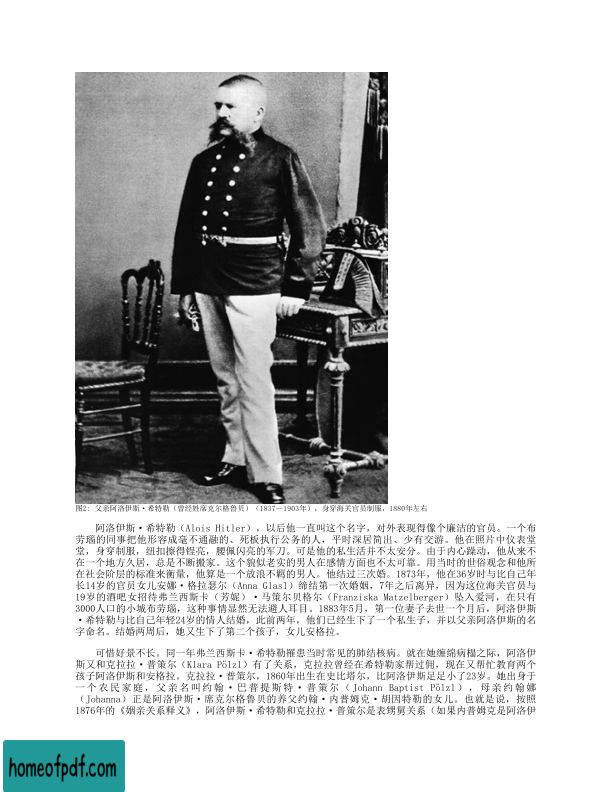 图2: 父亲阿洛伊斯·希特勒（曾经姓席克尔格鲁贝）（1837—1903年），身穿海关官员制服，1880年左右
阿洛伊斯·希特勒（Alois Hitler），以后他一直叫这个名字，对外表现得像个廉洁的官员。一个布
劳瑙的同事把他形容成毫不通融的、死板执行公务的人，平时深居简出、少有交游。他在照片中仪表堂
堂，身穿制服，纽扣擦得铿亮，腰佩闪亮的军刀。可是他的私生活并不太安分。由于内心躁动，他从来不
在一个地方久居，总是不断搬家。这个貌似老实的男人在感情方面也不太可靠。用当时的世俗观念和他所
在社会阶层的标准来衡量，他算是一个放浪不羁的男人。他结过三次婚。1873年，他在36岁时与比自己年
长14岁的官员女儿安娜·格拉瑟尔（Anna Glasl）缔结第一次婚姻，7年之后离异，因为这位海关官员与
19岁的酒吧女招待弗兰西斯卡（芳妮）·马策尔贝格尔（Franziska Matzelberger）坠入爱河，在只有
3000人口的小城布劳瑙，这种事情显然无法避人耳目。1883年5月，第一位妻子去世一个月后，阿洛伊斯
·希特勒与比自己年轻24岁的情人结婚，此前两年，他们已经生下了一个私生子，并以父亲阿洛伊斯的名
字命名。结婚两周后，她又生下了第二个孩子，女儿安格拉。
可惜好景不长。同一年弗兰西斯卡·希特勒罹患当时常见的肺结核病。就在她缠绵病榻之际，阿洛伊
斯又和克拉拉·普策尔（Klara Pölzl）有了关系，克拉拉曾经在希特勒家帮过佣，现在又帮忙教育两个
孩子阿洛伊斯和安格拉。克拉拉·普策尔，1860年出生在史比塔尔，比阿洛伊斯足足小了23岁。她出身于
一个农民家庭，父亲名叫约翰·巴普提斯特·普策尔（Johann Baptist Pölzl），母亲约翰娜
（Johanna）正是阿洛伊斯·席克尔格鲁贝的养父约翰·内普姆克·胡因特勒的女儿。也就是说，按照
1876年的《姻亲关系释义》，阿洛伊斯·希特勒和克拉拉·普策尔是表甥舅关系（如果内普姆克是阿洛伊
homeofpdf.com